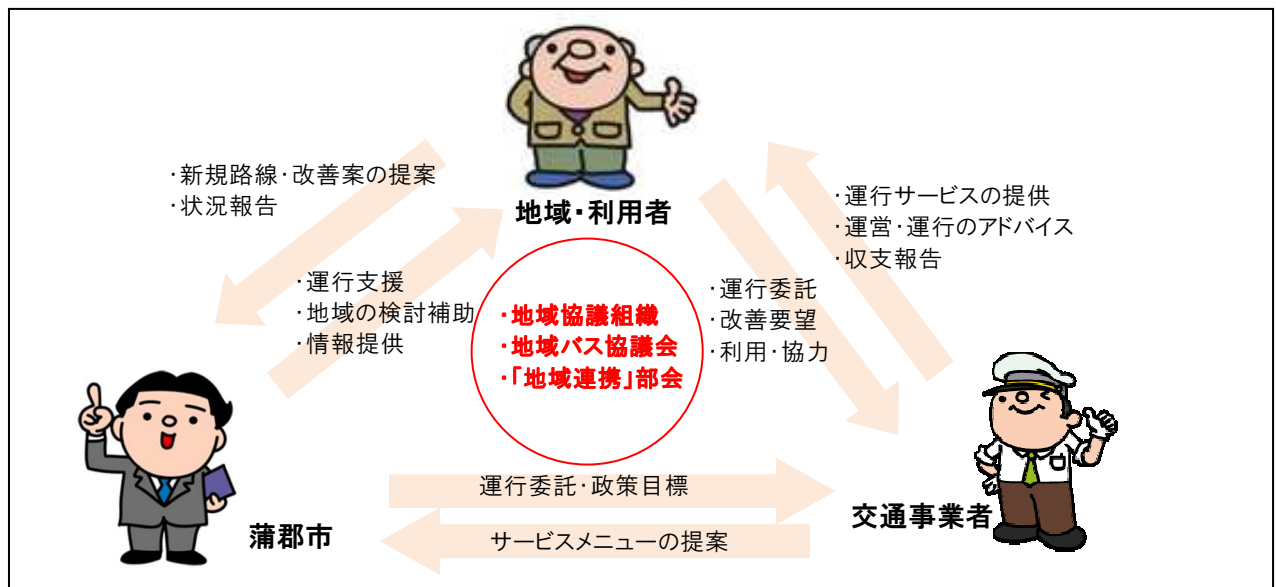 ・新規路線・改善案の提案
・状況報告
地域・利用者
・運行サービスの提供
・運営・運行のアドバイス
・収支報告
・運行支援
・地域の検討補助
・情報提供
・地域協議組織
・地域バス協議会
・「地域連携」部会
・運行委託
・改善要望
・利用・協力
蒲郡市
運行委託・政策目標
サービスメニューの提案
交通事業者